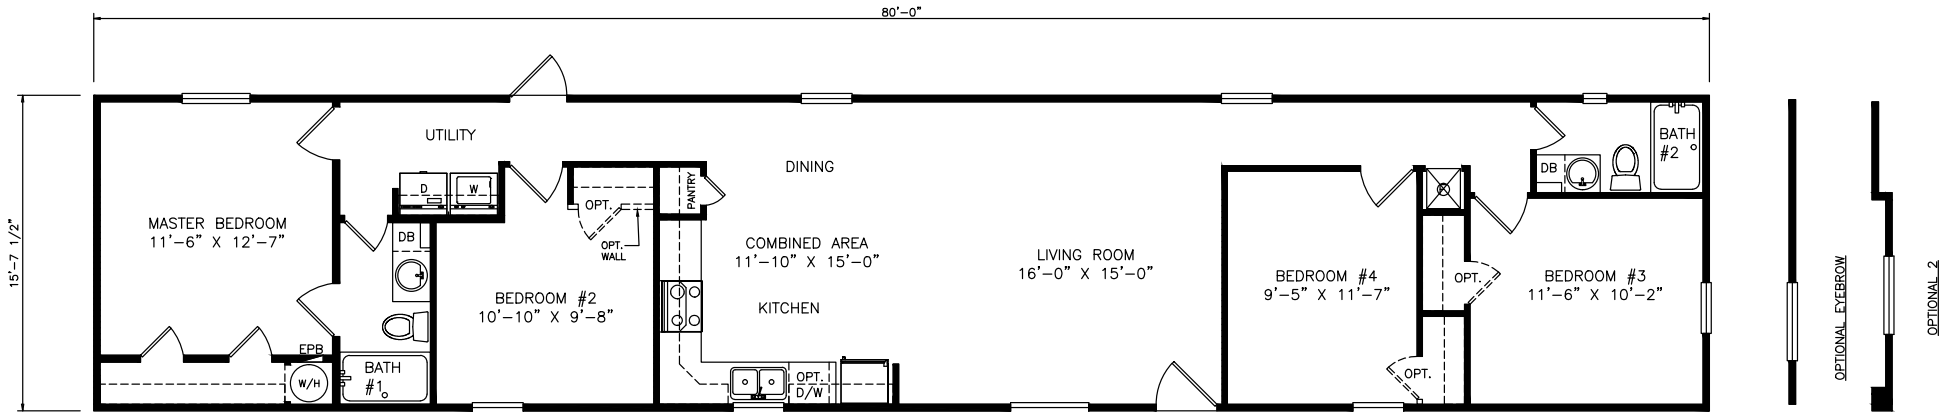 80'-0"
15'-7 1/2"
UTILITY
DINING
BATH
#2
DB
D
W
PANTRY
OPT.
OPT.
WALL
MASTER BEDROOM
11'-6" X 12'-7"
DB
COMBINED AREA
11'-10" X 15'-0"
LIVING ROOM
16'-0" X 15'-0"
BEDROOM #4
9'-5" X 11'-7"
OPT.
BEDROOM #3
11'-6" X 10'-2"
BEDROOM #2
10'-10" X 9'-8"
KITCHEN
EPB
W/H
BATH
#1
OPT.
D/W
OPT.
OPTIONAL EYEBROW
OPTIONAL 2